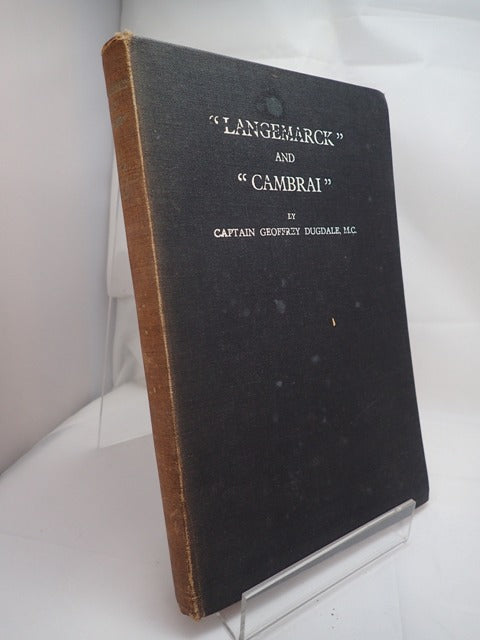 “LANGEMARCK”
AND
“CAMBRAI”
BY
CAPTAIN GEOFFREY DUGDALE, M.C.